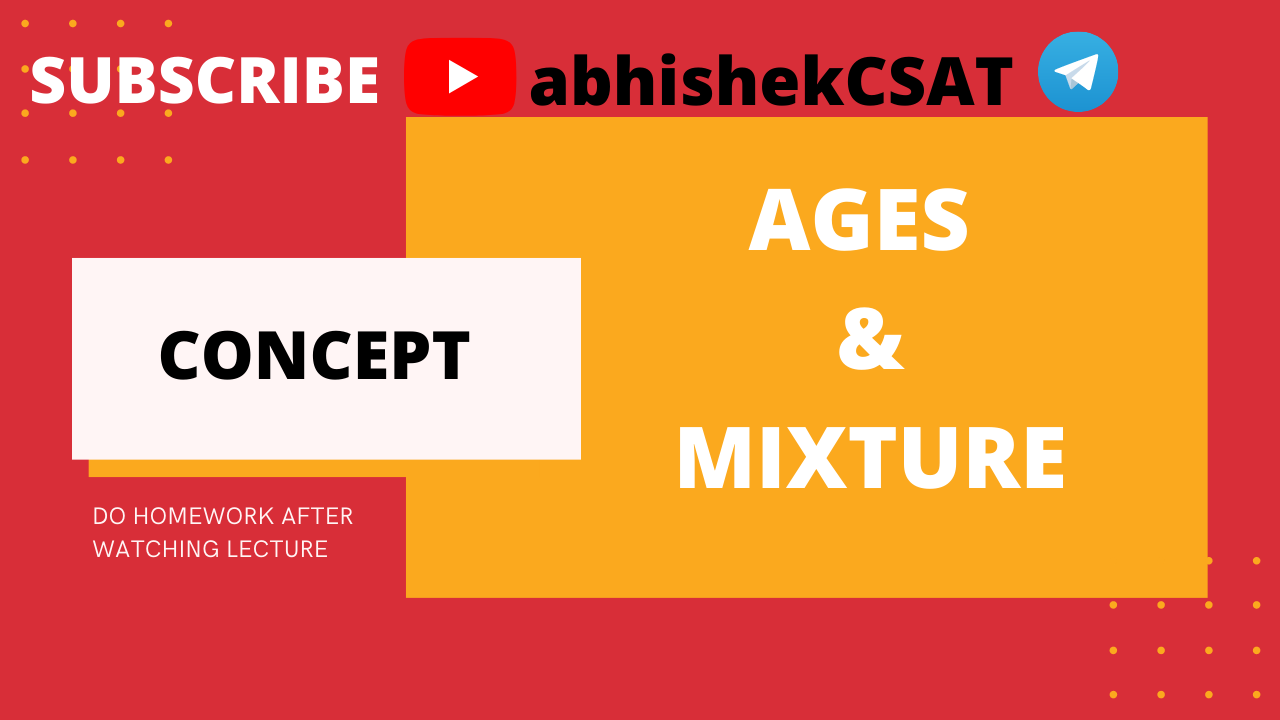 SUBSCRIBE abhishekCSAT
AGES
&
MIXTURE
CONCEPT
DO HOMEWORK AFTER
WATCHING LECTURE